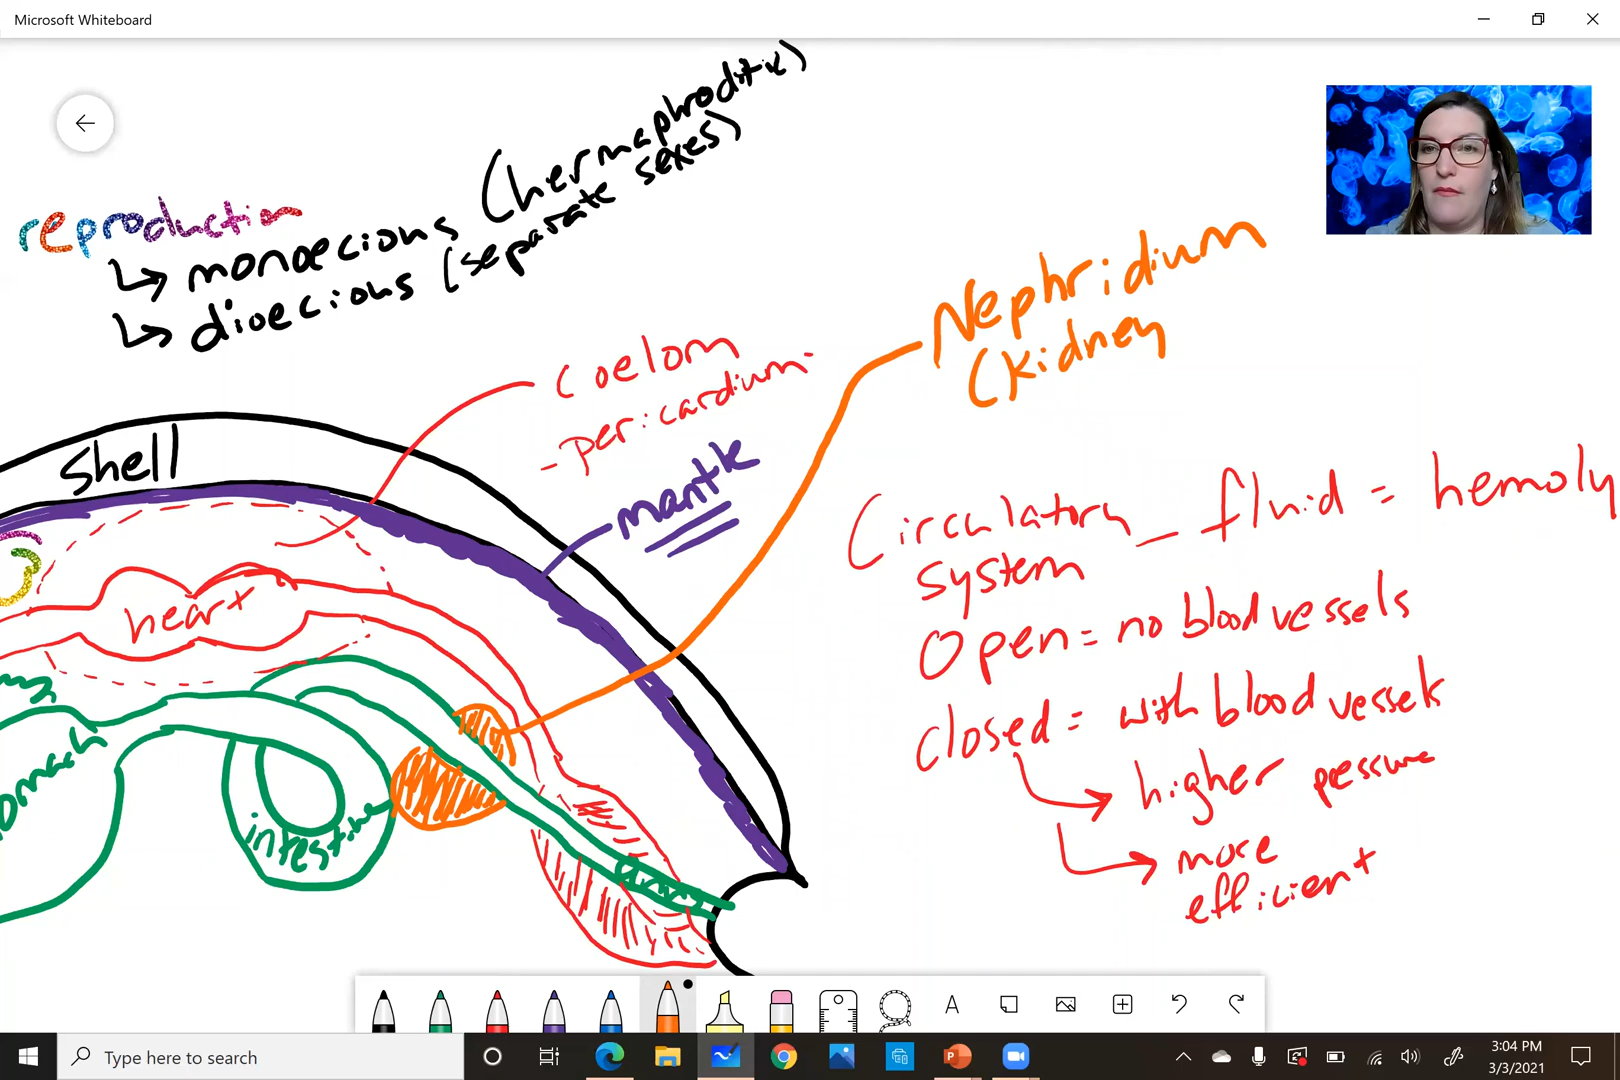 Microsoft Whiteboard
reproduction
↳ monoecious (hermaphroditic)
↳ dioecious (separate sexes)
Coelom
- pericardium
mantle
Nephridium
(kidney
Shell
heart
stomach
intestine
anus
Circulatory system – fluid = hemoly
Open = no blood vessels
closed = with blood vessels
↳ higher pressure
↳ more efficient
Type here to search
3:04 PM
3/3/2021